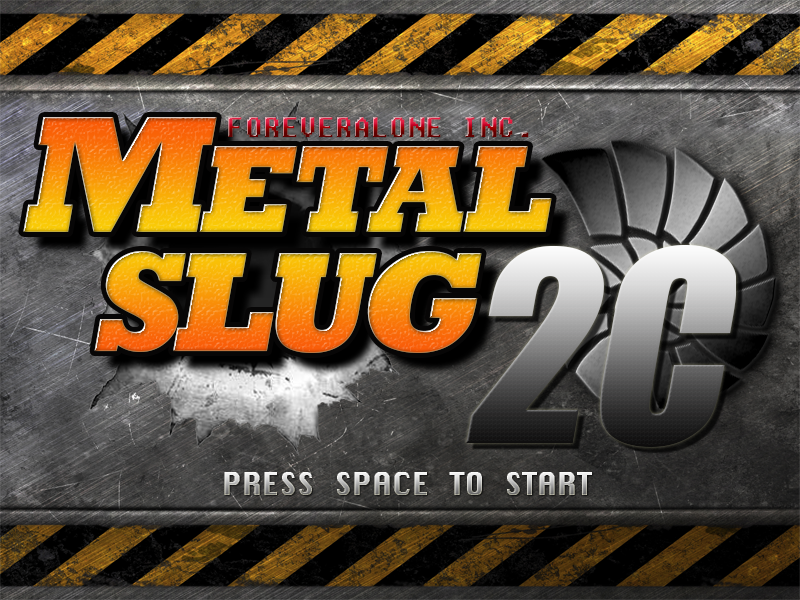 FOREVERALONE INC.
METAL
SLUG
2C
PRESS SPACE TO START